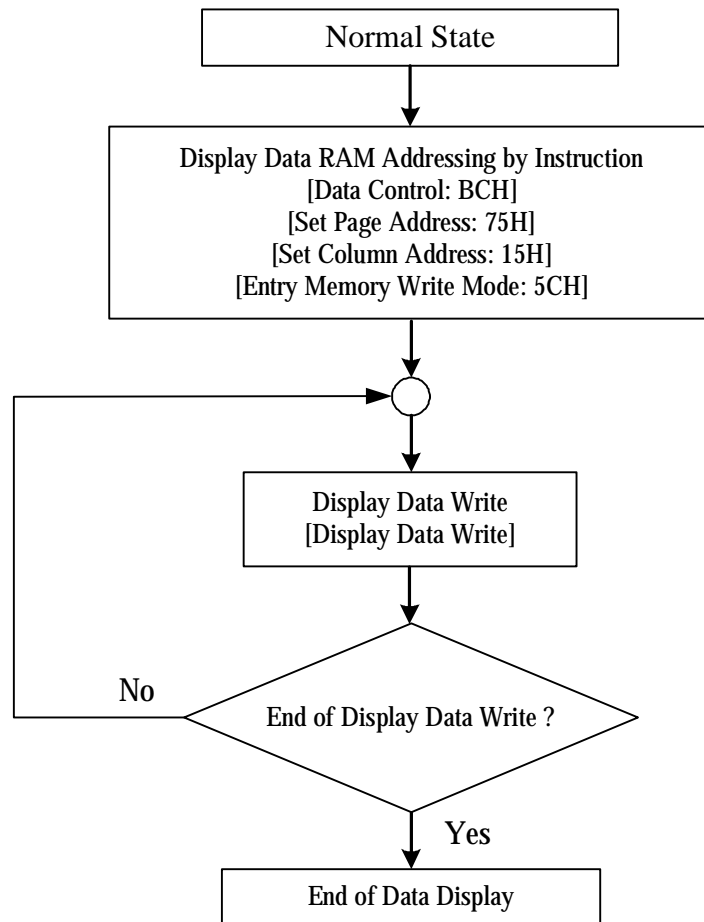 Normal State
Display Data RAM Addressing by Instruction
[Data Control: BCH]
[Set Page Address: 75H]
[Set Column Address: 15H]
[Entry Memory Write Mode: 5CH]
Display Data Write
[Display Data Write]
No
End of Display Data Write ?
Yes
End of Data Display